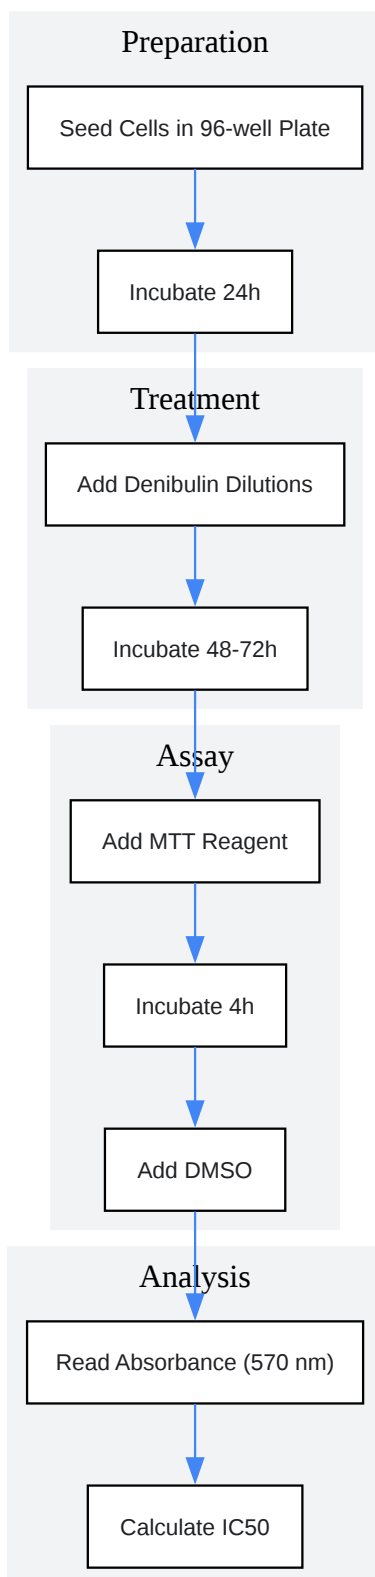 Preparation
Seed Cells in 96-well Plate
Incubate 24h
Treatment
Add Denibulin Dilutions
Incubate 48-72h
Assay
Add MTT Reagent
Incubate 4h
Add DMSO
Analysis
Read Absorbance (570 nm)
Calculate IC50